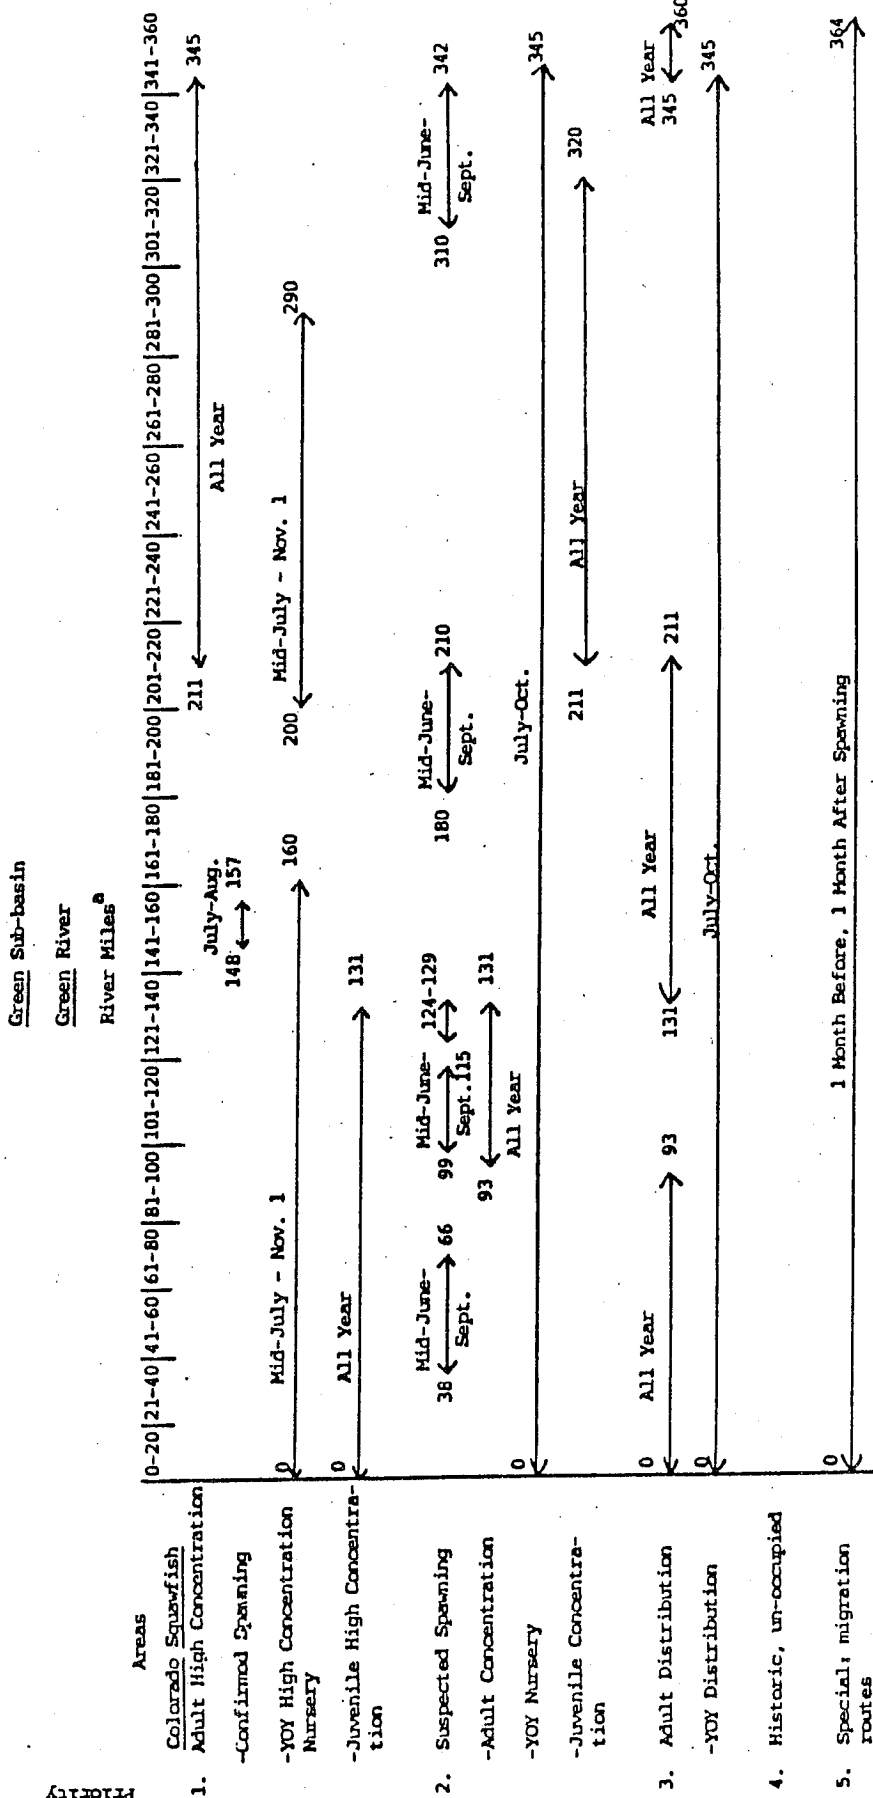 Green Sub-basin
Green River
River Miles a
Priority
Areas
0-20|21-40|41-60|61-80|81-100|101-120|121-140|141-160|161-180|181-200|201-220|221-240|241-260|261-280|281-300|301-320|321-340|341-360
Colorado Squawfish
1. Adult High Concentration
211 All Year 345
-Confirmed Spawning
July-Aug.
148 157
-YOY High Concentration
Nursery
0 Mid-July - Nov. 1 160
200 Mid-July - Nov. 1 290
-Juvenile High Concentra-
tion
0 All Year 131
2. Suspected Spawning
38 Mid-June-
Sept. 66
99 Mid-June-
Sept. 115
124-129
180 Mid-June-
Sept. 210
310 Mid-June-
Sept. 342
-Adult Concentration
93 All Year 131
-YOY Nursery
0 July-Oct. 345
-Juvenile Concentra-
tion
211 All Year 320
3. Adult Distribution
0 All Year 93
131 All Year 211
345 All Year 360
-YOY Distribution
0 July-Oct. 345
4. Historic, un-occupied
5. Special; migration
routes
0 1 Month Before, 1 Month After Spawning 364